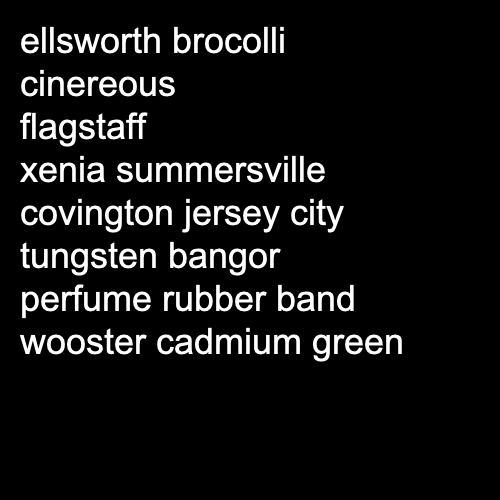 ellsworth brocolli
cinereous
flagstaff
xenia summersville
covington jersey city
tungsten bangor
perfume rubber band
wooster cadmium green